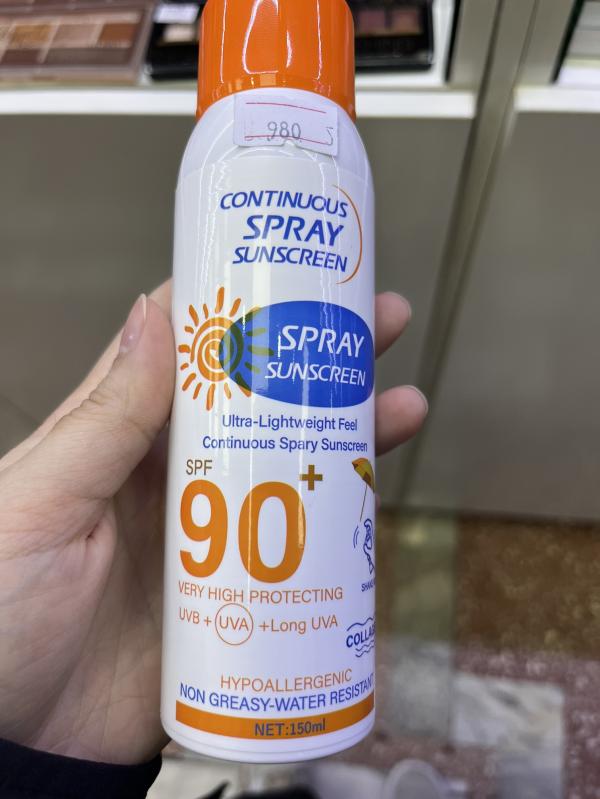 980
CONTINUOUS
SPRAY
SUNSCREEN
SPRAY
SUNSCREEN
Ultra-Lightweight Feel
Continuous Spary Sunscreen
SPF
90+
VERY HIGH PROTECTING
UVB + UVA +Long UVA
HYPOALLERGENIC
NON GREASY-WATER RESISTANT
NET:150ml